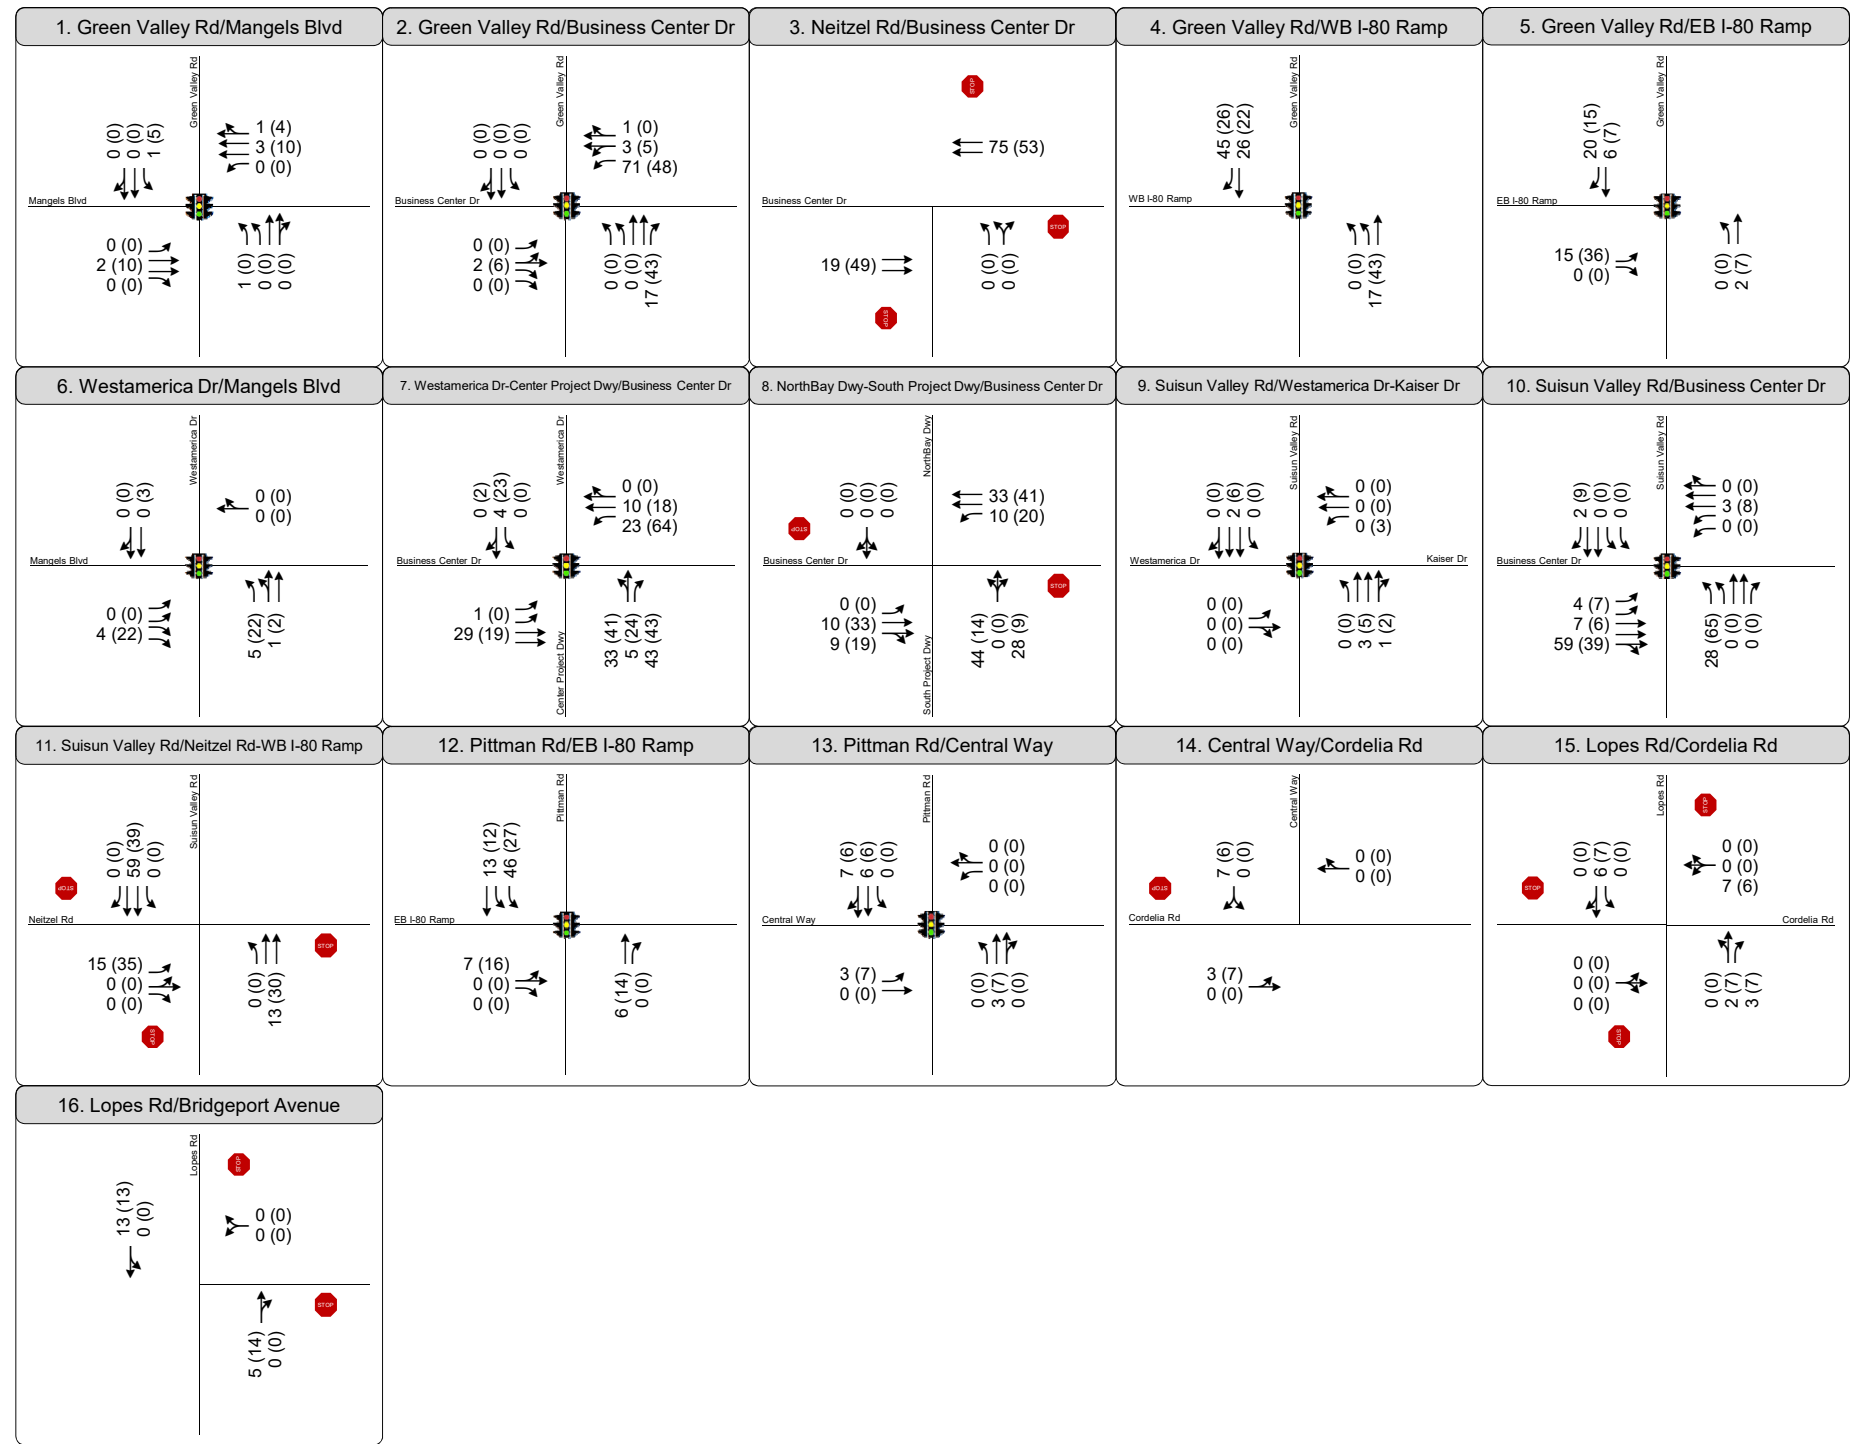 1. Green Valley Rd/Mangels Blvd
Green Valley Rd
0 (0)
0 (0)
1 (5)
1 (4)
3 (10)
0 (0)
Mangels Blvd
0 (0)
2 (10)
0 (0)
1 (0)
0 (0)
0 (0)
2. Green Valley Rd/Business Center Dr
Green Valley Rd
0 (0)
0 (0)
0 (0)
1 (0)
3 (5)
71 (48)
Business Center Dr
0 (0)
2 (6)
0 (0)
0 (0)
0 (0)
17 (43)
3. Neitzel Rd/Business Center Dr
STOP
75 (53)
Business Center Dr
STOP
19 (49)
0 (0)
0 (0)
STOP
4. Green Valley Rd/WB I-80 Ramp
Green Valley Rd
45 (26)
26 (22)
WB I-80 Ramp
0 (0)
17 (43)
5. Green Valley Rd/EB I-80 Ramp
Green Valley Rd
20 (15)
6 (7)
EB I-80 Ramp
15 (36)
0 (0)
0 (0)
2 (7)
6. Westamerica Dr/Mangels Blvd
Westamerica Dr
0 (0)
0 (3)
0 (0)
0 (0)
Mangels Blvd
0 (0)
4 (22)
5 (22)
1 (2)
7. Westamerica Dr-Center Project Dwy/Business Center Dr
Westamerica Dr
0 (2)
4 (23)
0 (0)
0 (0)
10 (18)
23 (64)
Business Center Dr
1 (0)
29 (19)
Center Project Dwy
33 (41)
5 (24)
43 (43)
8. NorthBay Dwy-South Project Dwy/Business Center Dr
NorthBay Dwy
STOP
0 (0)
0 (0)
0 (0)
33 (41)
10 (20)
Business Center Dr
STOP
0 (0)
10 (33)
9 (19)
South Project Dwy
44 (14)
0 (0)
28 (9)
9. Suisun Valley Rd/Westamerica Dr-Kaiser Dr
Suisun Valley Rd
0 (0)
2 (6)
0 (0)
0 (0)
0 (0)
0 (3)
Westamerica Dr
Kaiser Dr
0 (0)
0 (0)
0 (0)
0 (0)
3 (5)
1 (2)
10. Suisun Valley Rd/Business Center Dr
Suisun Valley Rd
2 (9)
0 (0)
0 (0)
0 (0)
3 (8)
0 (0)
Business Center Dr
4 (7)
7 (6)
59 (39)
28 (65)
0 (0)
0 (0)
11. Suisun Valley Rd/Neitzel Rd-WB I-80 Ramp
Suisun Valley Rd
STOP
0 (0)
59 (39)
0 (0)
Neitzel Rd
STOP
15 (35)
0 (0)
0 (0)
0 (0)
13 (30)
STOP
12. Pittman Rd/EB I-80 Ramp
Pittman Rd
13 (12)
46 (27)
EB I-80 Ramp
7 (16)
0 (0)
0 (0)
6 (14)
0 (0)
13. Pittman Rd/Central Way
Pittman Rd
7 (6)
6 (6)
0 (0)
0 (0)
0 (0)
0 (0)
Central Way
3 (7)
0 (0)
0 (0)
3 (7)
0 (0)
14. Central Way/Cordelia Rd
Central Way
STOP
7 (6)
0 (0)
0 (0)
0 (0)
Cordelia Rd
3 (7)
0 (0)
15. Lopes Rd/Cordelia Rd
Lopes Rd
STOP
STOP
0 (0)
6 (7)
0 (0)
0 (0)
0 (0)
7 (6)
Cordelia Rd
0 (0)
0 (0)
0 (0)
0 (0)
2 (7)
3 (7)
STOP
16. Lopes Rd/Bridgeport Avenue
Lopes Rd
STOP
13 (13)
0 (0)
0 (0)
0 (0)
STOP
5 (14)
0 (0)